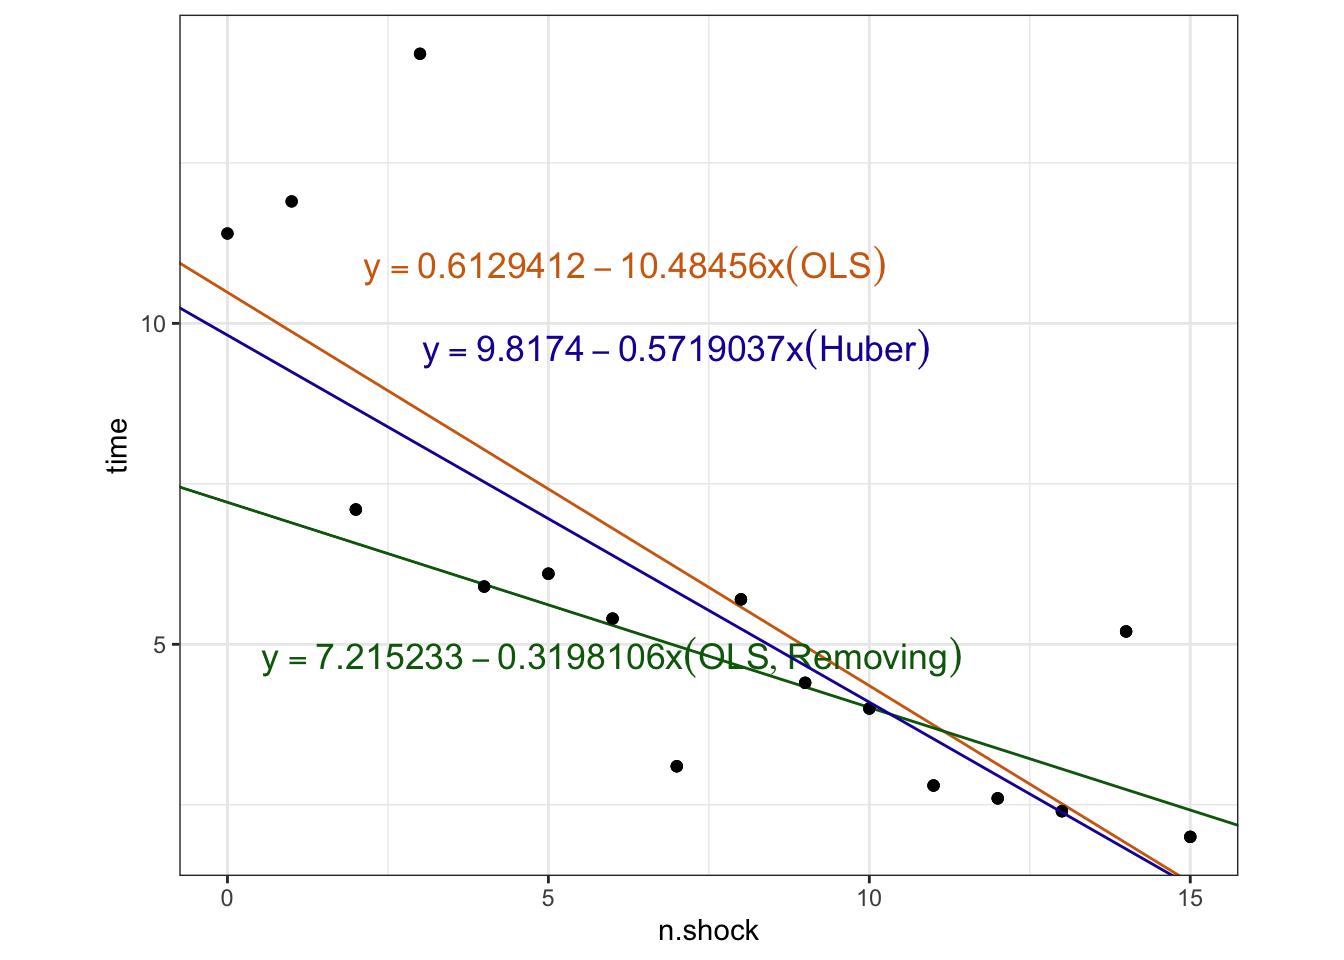 y = 0.6129412 – 10.48456x(OLS)
10
y = 9.8174 – 0.5719037x(Huber)
time
5
y = 7.215233 – 0.3198106x(OLS, Removing)
0 5 10 15
n.shock